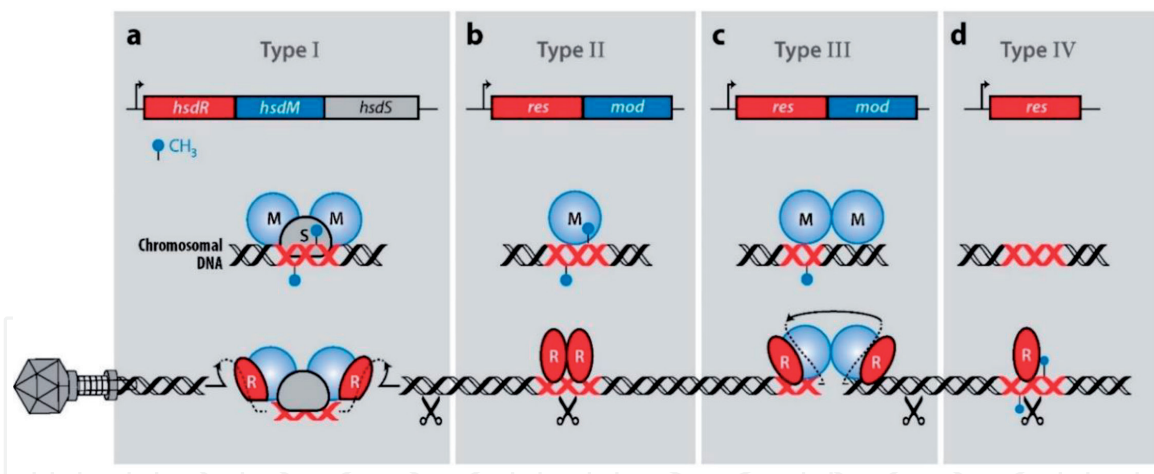 a
Type I
b
Type II
c
Type III
d
Type IV
hsdR hsdM hsdS
res mod
res mod
res
CH₃
M M
S
M
M M
Chromosomal
DNA
R R
R R
R R
R